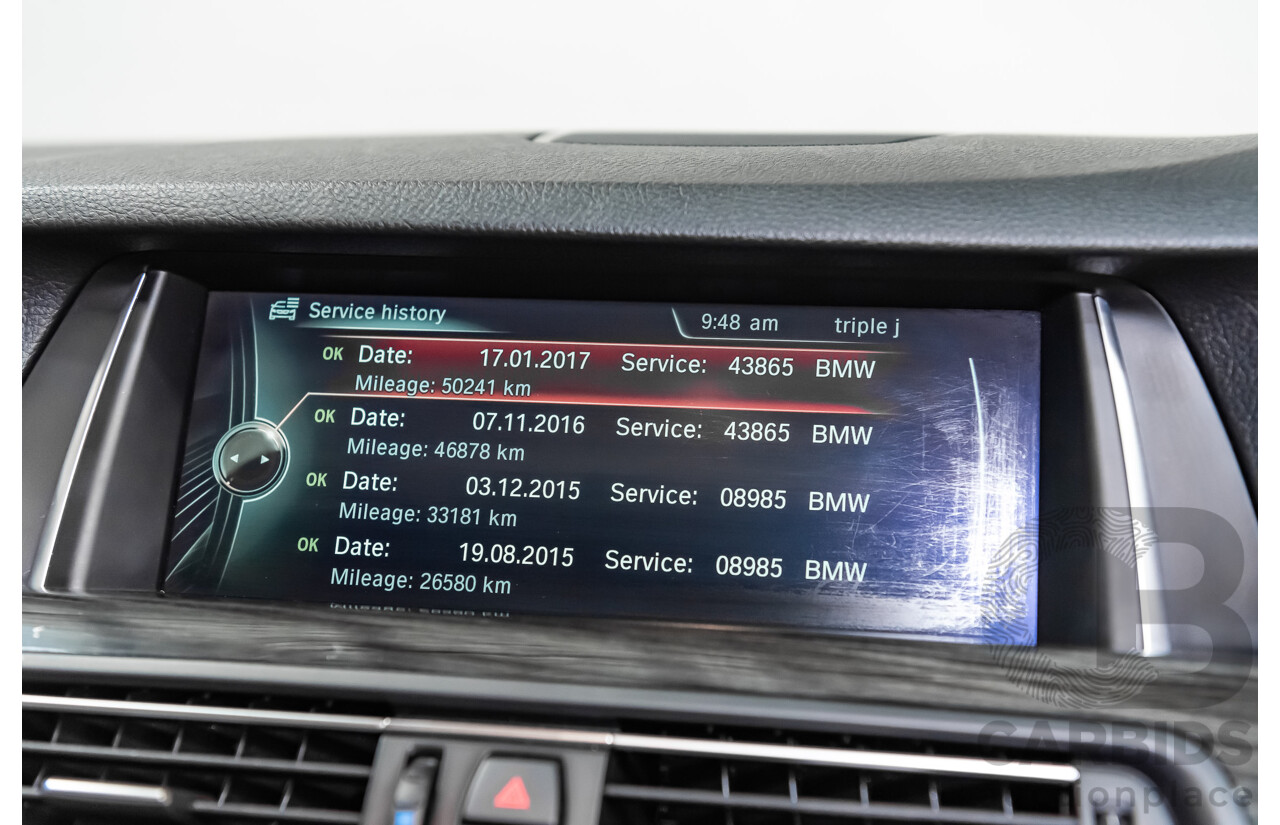 Service history
9:48 am triple j
OK Date: 17.01.2017 Service: 43865 BMW
Mileage: 50241 km
OK Date: 07.11.2016 Service: 43865 BMW
Mileage: 46878 km
OK Date: 03.12.2015 Service: 08985 BMW
Mileage: 33181 km
OK Date: 19.08.2015 Service: 08985 BMW
Mileage: 26580 km
B
CARBIDS
ionplace